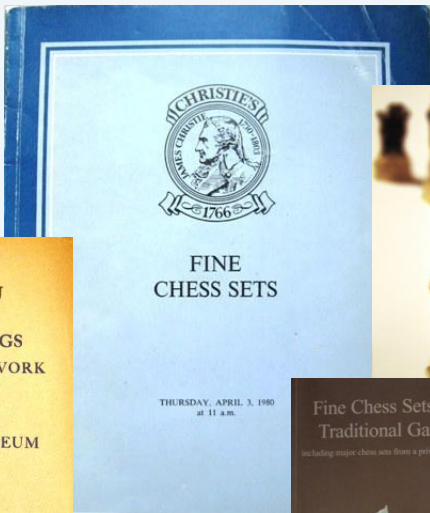 CHRISTIE'S
JAMES CHRISTIE 1730-1803
1766
FINE
CHESS SETS
THURSDAY, APRIL 3, 1980
at 11 a.m.
GS
WORK
EUM
Fine Chess Sets
Traditional Ga
including major chess sets from a